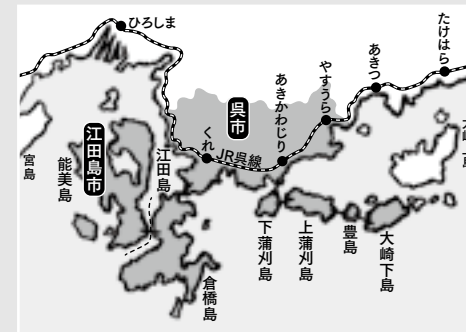 ひろしま
たけはら
あきつ
やすうら
あきかわじり
呉市
くれ
JR呉線
江田島市
江田島
能美島
宮島
倉橋島
下蒲刈島
上蒲刈島
豊島
大崎下島